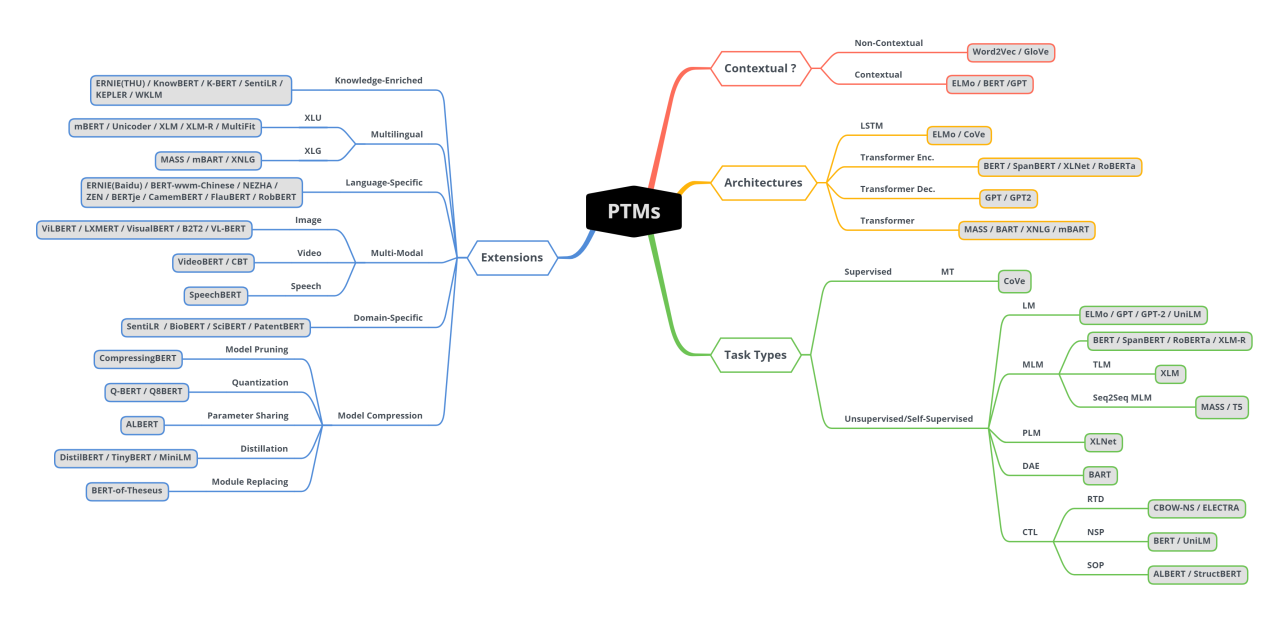 PTMs
Contextual ?
Non-Contextual
Word2Vec / GloVe
Contextual
ELMo / BERT /GPT
Architectures
LSTM
ELMo / CoVe
Transformer Enc.
BERT / SpanBERT / XLNet / RoBERTa
Transformer Dec.
GPT / GPT2
Transformer
MASS / BART / XNLG / mBART
Task Types
Supervised
MT
CoVe
Unsupervised/Self-Supervised
LM
ELMo / GPT / GPT-2 / UniLM
MLM
BERT / SpanBERT / RoBERTa / XLM-R
TLM
XLM
Seq2Seq MLM
MASS / T5
PLM
XLNet
DAE
BART
CTL
RTD
CBOW-NS / ELECTRA
NSP
BERT / UniLM
SOP
ALBERT / StructBERT
Extensions
Knowledge-Enriched
ERNIE(THU) / KnowBERT / K-BERT / SentiLR /
KEPLER / WKLM
Multilingual
XLU
mBERT / Unicoder / XLM / XLM-R / MultiFit
XLG
MASS / mBART / XNLG
Language-Specific
ERNIE(Baidu) / BERT-wwm-Chinese / NEZHA /
ZEN / BERTje / CamemBERT / FlauBERT / RobBERT
Multi-Modal
Image
ViLBERT / LXMERT / VisualBERT / B2T2 / VL-BERT
Video
VideoBERT / CBT
Speech
SpeechBERT
Domain-Specific
SentiLR / BioBERT / SciBERT / PatentBERT
Model Compression
Model Pruning
CompressingBERT
Quantization
Q-BERT / Q8BERT
Parameter Sharing
ALBERT
Distillation
DistilBERT / TinyBERT / MiniLM
Module Replacing
BERT-of-Theseus